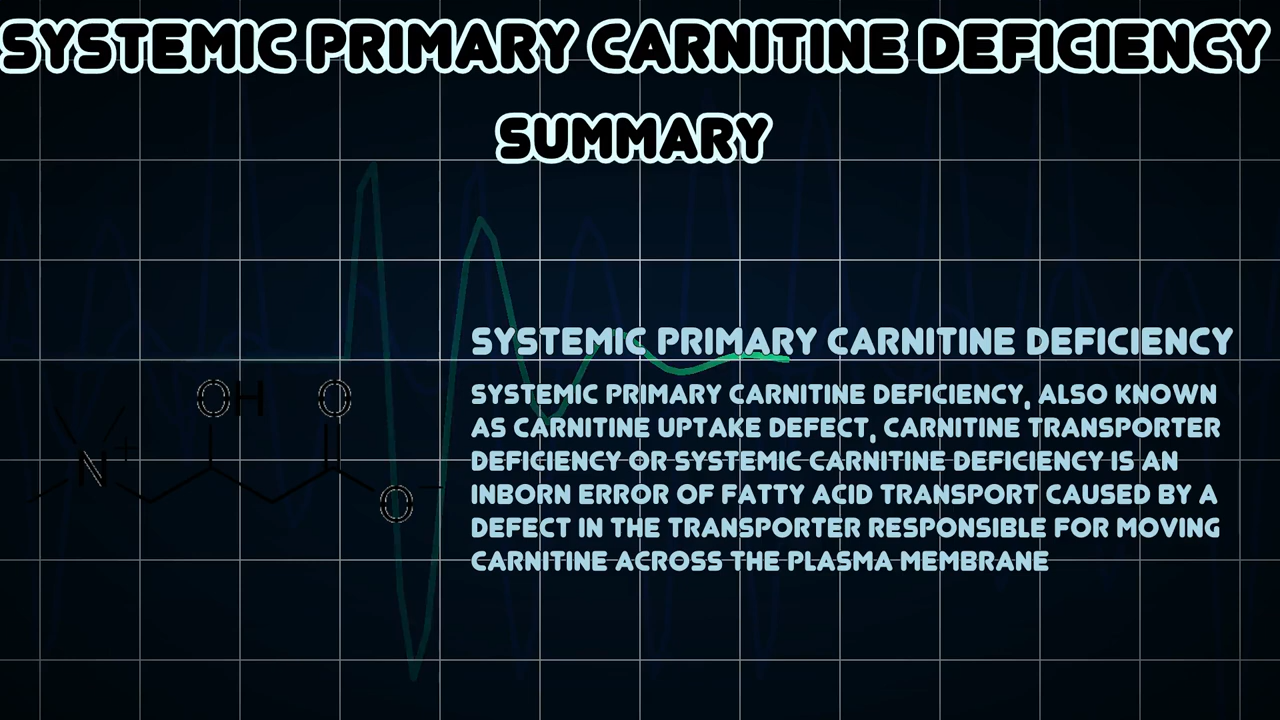 SYSTEMIC PRIMARY CARNITINE DEFICIENCY
SUMMARY
SYSTEMIC PRIMARY CARNITINE DEFICIENCY
SYSTEMIC PRIMARY CARNITINE DEFICIENCY, ALSO KNOWN
AS CARNITINE UPTAKE DEFECT, CARNITINE TRANSPORTER
DEFICIENCY OR SYSTEMIC CARNITINE DEFICIENCY IS AN
INBORN ERROR OF FATTY ACID TRANSPORT CAUSED BY A
DEFECT IN THE TRANSPORTER RESPONSIBLE FOR MOVING
CARNITINE ACROSS THE PLASMA MEMBRANE
OH O
N+
O-